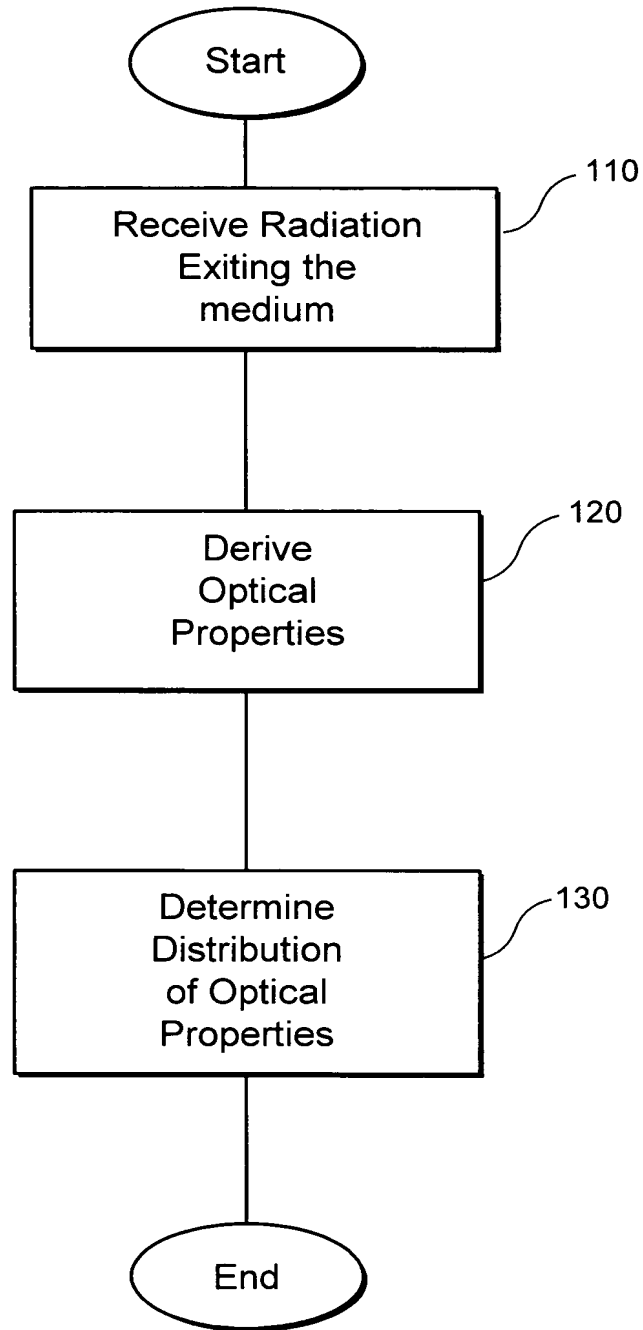 Start
110
Receive Radiation
Exiting the
medium
120
Derive
Optical
Properties
130
Determine
Distribution
of Optical
Properties
End